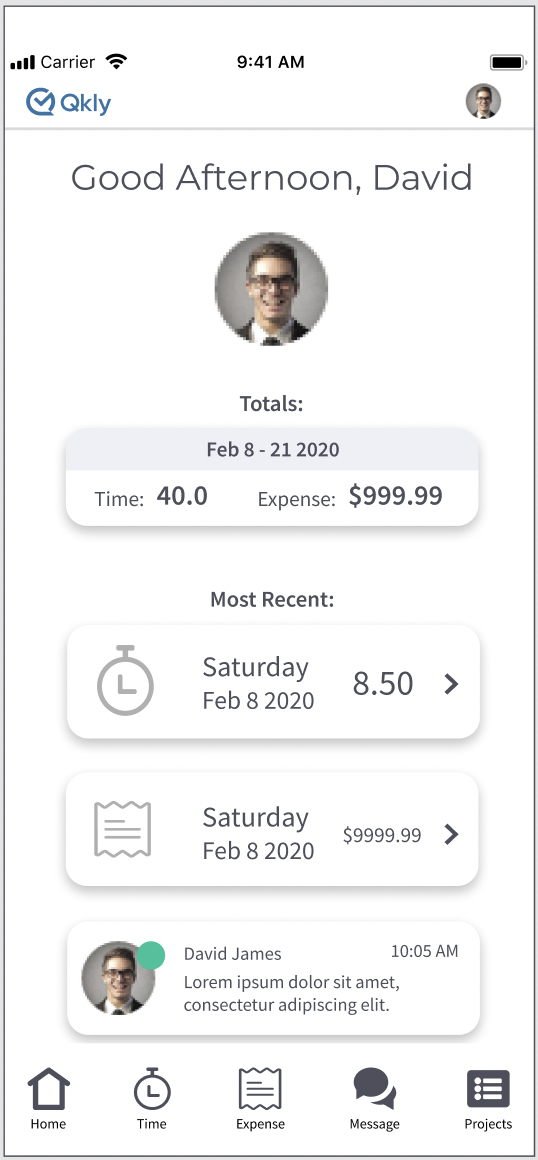 Carrier 9:41 AM
Qkly
Good Afternoon, David
Totals:
Feb 8 - 21 2020
Time: 40.0 Expense: $999.99
Most Recent:
Saturday
Feb 8 2020
8.50
Saturday
Feb 8 2020
$9999.99
David James 10:05 AM
Lorem ipsum dolor sit amet,
consectetur adipiscing elit.
Home Time Expense Message Projects